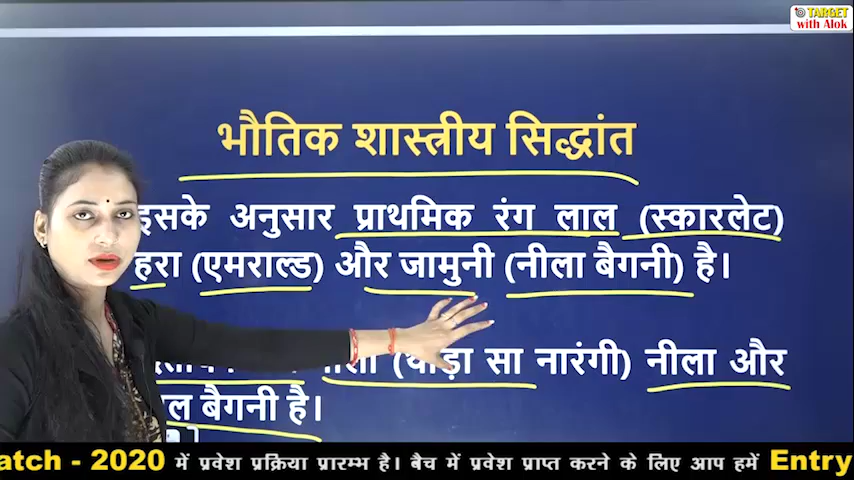 TARGET
with Alok
भौतिक शास्त्रीय सिद्धांत
इसके अनुसार प्राथमिक रंग लाल (स्कारलेट)
हरा (एमराल्ड) और जामुनी (नीला बैगनी) है।
(थोड़ा सा नारंगी) नीला और
बैगनी है।
atch - 2020 में प्रवेश प्रक्रिया प्रारम्भ है। बैच में प्रवेश प्राप्त करने के लिए आप हमें Entry